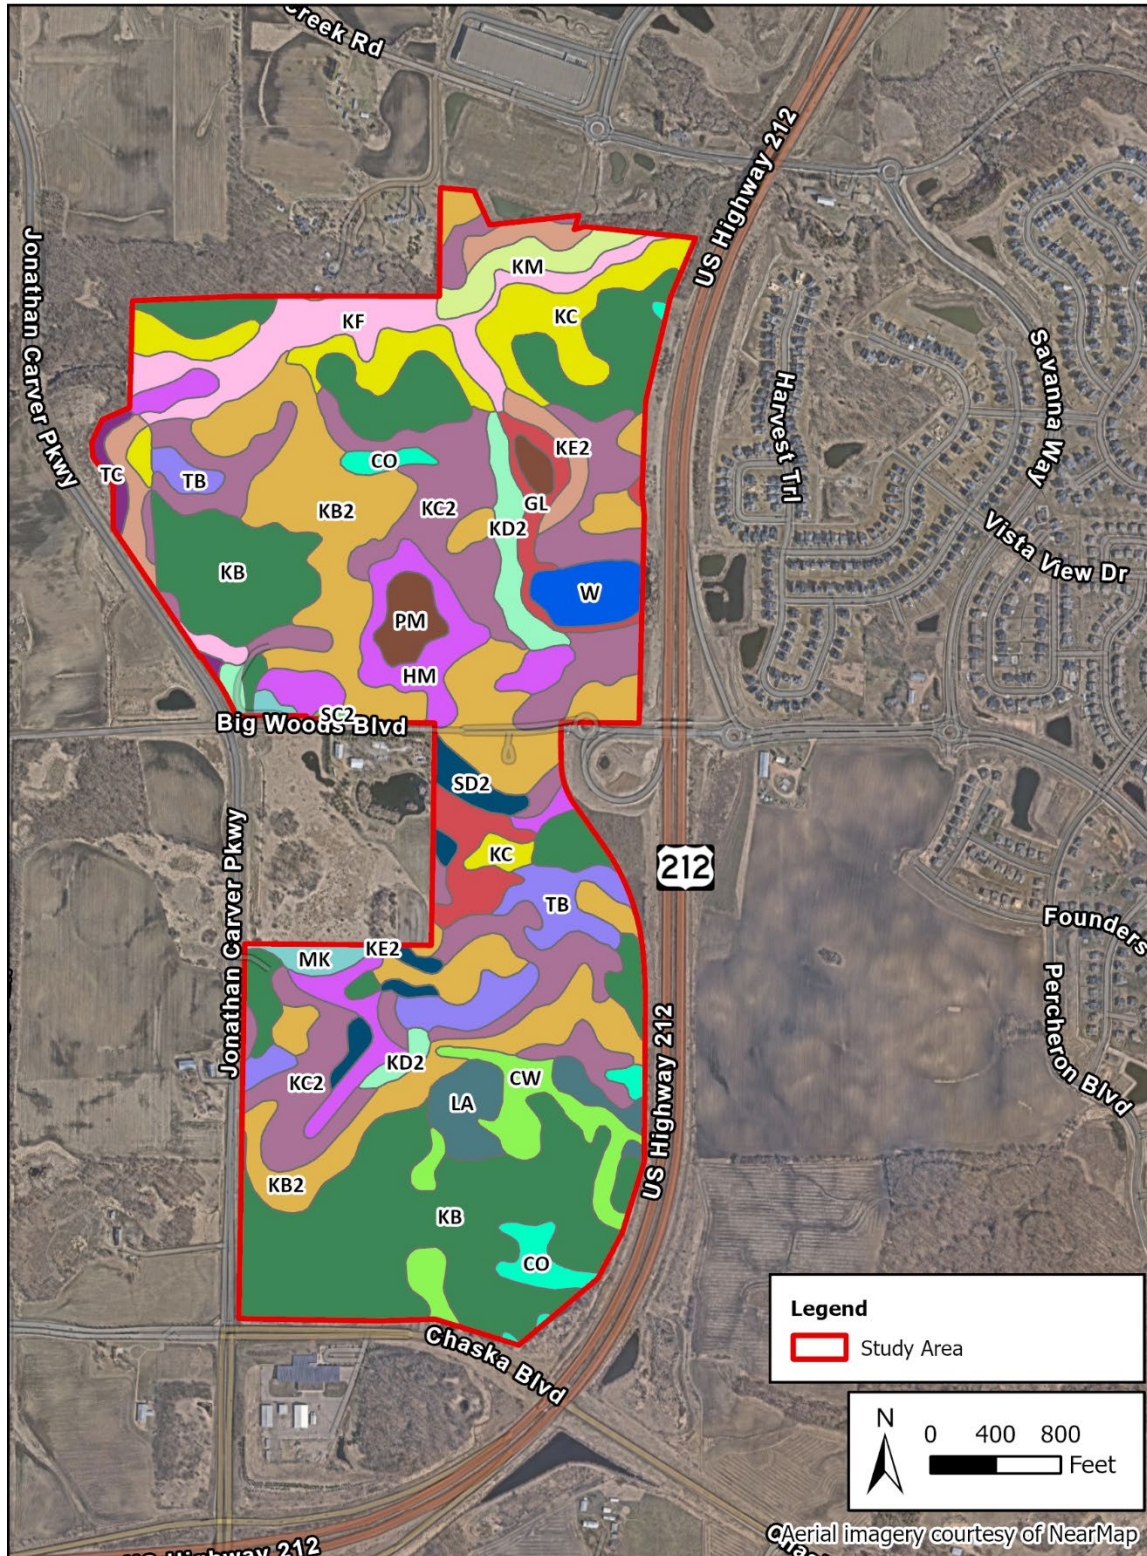 Creek Rd
US Highway 212
Jonathan Carver Pkwy
KM
KC
KF
Savanna Way
Harvest Trl
TC
TB
CO
KE2
KB2
KC2
GL
KD2
Vista View Dr
KB
W
PM
HM
SC2
Big Woods Blvd
SD2
KC
212
Jonathan Carver Pkwy
TB
Founders
KE2
MK
Percheron Blvd
US Highway 212
KD2
CW
KC2
LA
KB2
KB
CO
Legend
Study Area
Chaska Blvd
N
0 400 800
Feet
Aerial imagery courtesy of NearMap
US Highway 212